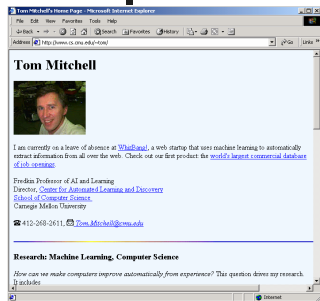 Tom Mitchell's Home Page - Microsoft Internet Explorer
File Edit View Favorites Tools Help
Back Search Favorites History
Address http://www.cs.cmu.edu/~tom/ Go Links »
Tom Mitchell
I am currently on a leave of absence at WhizBang!, a web startup that uses machine learning to automatically
extract information from all over the web. Check out our first product: the world's largest commercial database
of job openings.
Fredkin Professor of AI and Learning
Director, Center for Automated Learning and Discovery
School of Computer Science
Carnegie Mellon University
412-268-2611, Tom.Mitchell@cmu.edu
Research: Machine Learning, Computer Science
How can we make computers improve automatically from experience? This question drives my research.
It includes
Internet